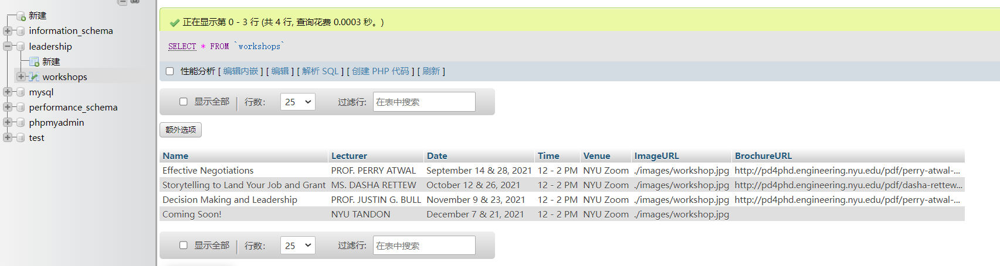 新建
information_schema
leadership
新建
workshops
mysql
performance_schema
phpmyadmin
test
正在显示第 0 - 3 行 (共 4 行, 查询花费 0.0003 秒。)
SELECT * FROM `workshops`
性能分析 [ 编辑内嵌 ] [ 编辑 ] [ 解析 SQL ] [ 创建 PHP 代码 ] [ 刷新 ]
显示全部 行数: 25 过滤行: 在表中搜索
额外选项
Name Lecturer Date Time Venue ImageURL BrochureURL
Effective Negotiations PROF. PERRY ATWAL September 14 & 28, 2021 12 - 2 PM NYU Zoom ./images/workshop.jpg http://pd4phd.engineering.nyu.edu/pdf/perry-atwal-...
Storytelling to Land Your Job and Grant MS. DASHA RETTEW October 12 & 26, 2021 12 - 2 PM NYU Zoom ./images/workshop.jpg http://pd4phd.engineering.nyu.edu/pdf/dasha-rettew...
Decision Making and Leadership PROF. JUSTIN G. BULL November 9 & 23, 2021 12 - 2 PM NYU Zoom ./images/workshop.jpg http://pd4phd.engineering.nyu.edu/pdf/perry-atwal-...
Coming Soon! NYU TANDON December 7 & 21, 2021 12 - 2 PM NYU Zoom ./images/workshop.jpg
显示全部 行数: 25 过滤行: 在表中搜索